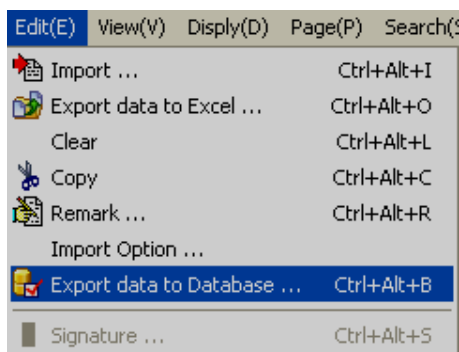 Edit(E) View(V) Disply(D) Page(P) Search(S
Import ... Ctrl+Alt+I
Export data to Excel ... Ctrl+Alt+O
Clear Ctrl+Alt+L
Copy Ctrl+Alt+C
Remark ... Ctrl+Alt+R
Import Option ...
Export data to Database ... Ctrl+Alt+B
Signature ... Ctrl+Alt+S